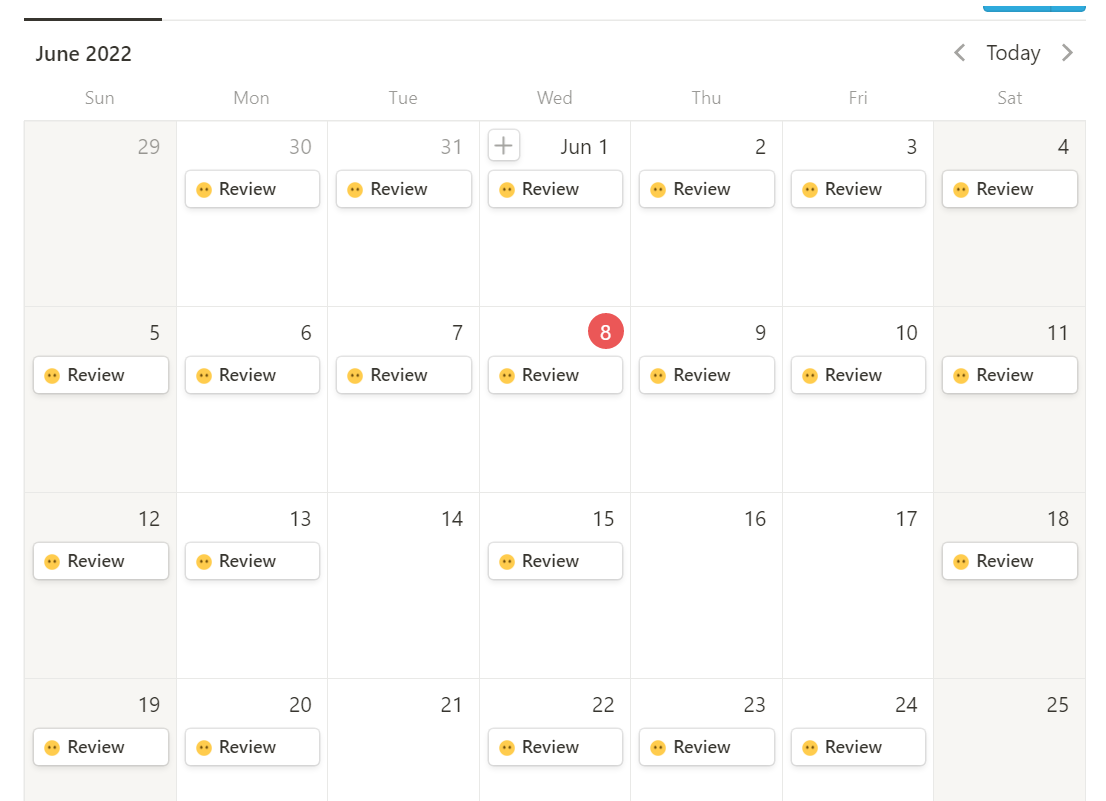 June 2022 Today
Sun Mon Tue Wed Thu Fri Sat
29 30 31 Jun 1 2 3 4
Review Review Review Review Review Review
5 6 7 8 9 10 11
Review Review Review Review Review Review Review
12 13 14 15 16 17 18
Review Review Review Review
19 20 21 22 23 24 25
Review Review Review Review Review